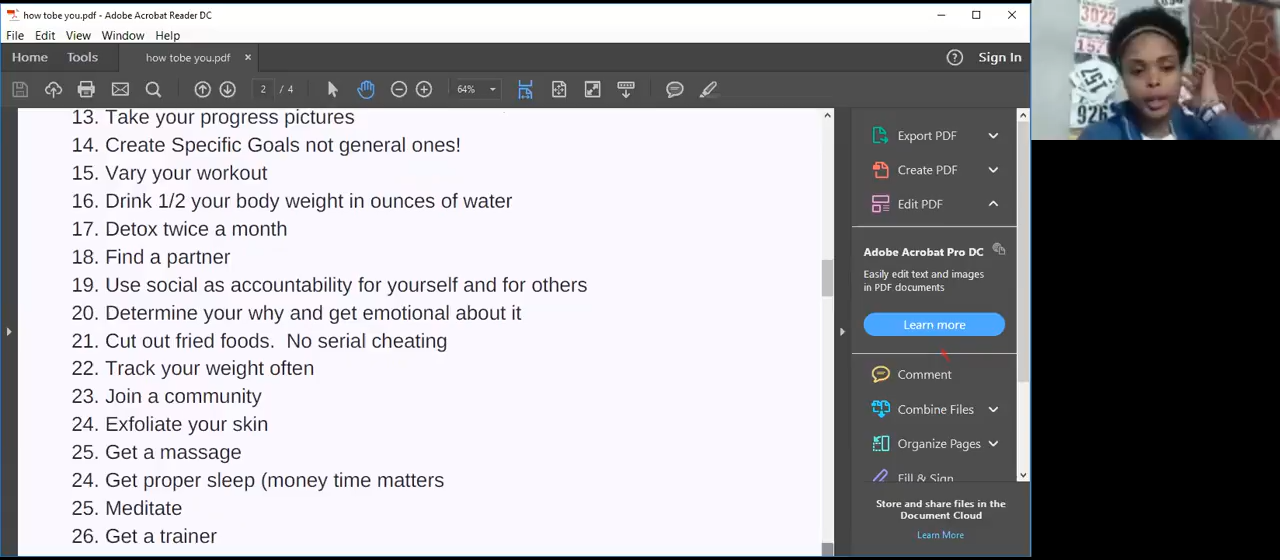 how tobe you.pdf - Adobe Acrobat Reader DC
File Edit View Window Help
Home Tools how tobe you.pdf × ? Sign In
2 / 4 64%
13. Take your progress pictures
14. Create Specific Goals not general ones!
15. Vary your workout
16. Drink 1/2 your body weight in ounces of water
17. Detox twice a month
18. Find a partner
19. Use social as accountability for yourself and for others
20. Determine your why and get emotional about it
21. Cut out fried foods.  No serial cheating
22. Track your weight often
23. Join a community
24. Exfoliate your skin
25. Get a massage
24. Get proper sleep (money time matters
25. Meditate
26. Get a trainer
Export PDF
Create PDF
Edit PDF
Adobe Acrobat Pro DC
Easily edit text and images
in PDF documents
Learn more
Comment
Combine Files
Organize Pages
Fill & Sign
Store and share files in the
Document Cloud
Learn More
3022
157
157
926